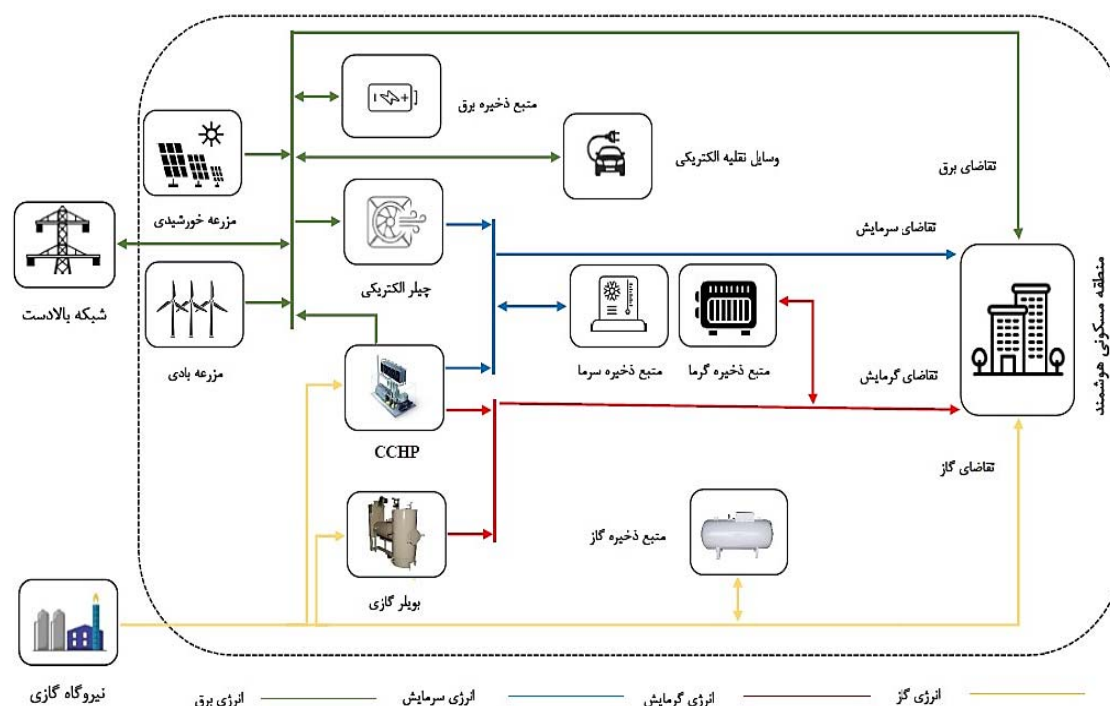 منبع ذخیره برق
وسایل نقلیه الکتریکی
تقاضای برق
مزرعه خورشیدی
تقاضای سرمایش
منطقه مسکونی هوشمند
چیلر الکتریکی
شبکه بالادست
مزرعه بادی
منبع ذخیره سرما
منبع ذخیره گرما
تقاضای گرمایش
CCHP
تقاضای گاز
منبع ذخیره گاز
بویلر گازی
نیروگاه گازی
انرژی برق
انرژی سرمایش
انرژی گرمایش
انرژی گاز